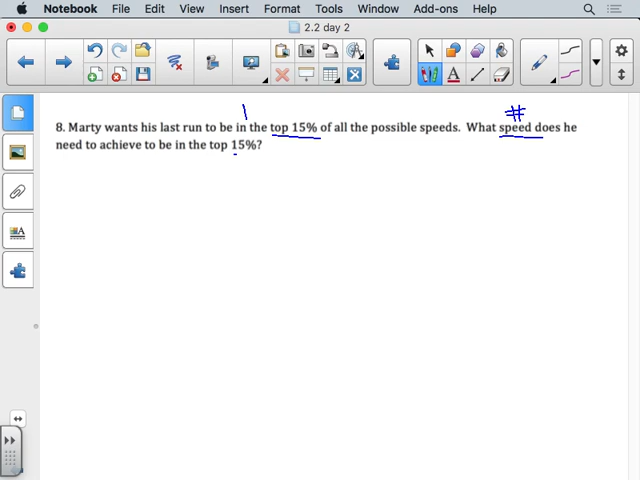 Notebook File Edit View Insert Format Tools Window Add-ons Help
2.2 day 2
#
8. Marty wants his last run to be in the top 15% of all the possible speeds. What speed does he
need to achieve to be in the top 15%?